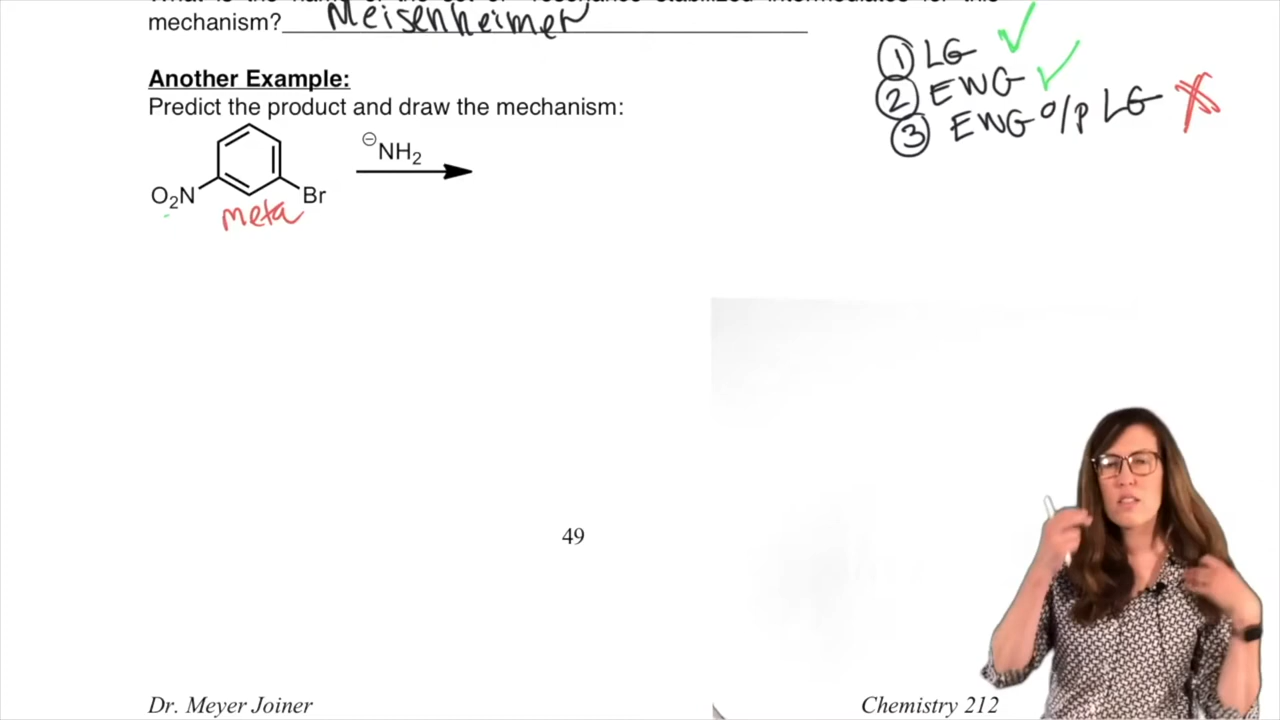 mechanism? Meisenheimer
Another Example:
Predict the product and draw the mechanism:
⊖NH2
O2N
Br
meta
① LG ✓
② EWG ✓
③ EWG o/p LG X
49
Dr. Meyer Joiner
Chemistry 212